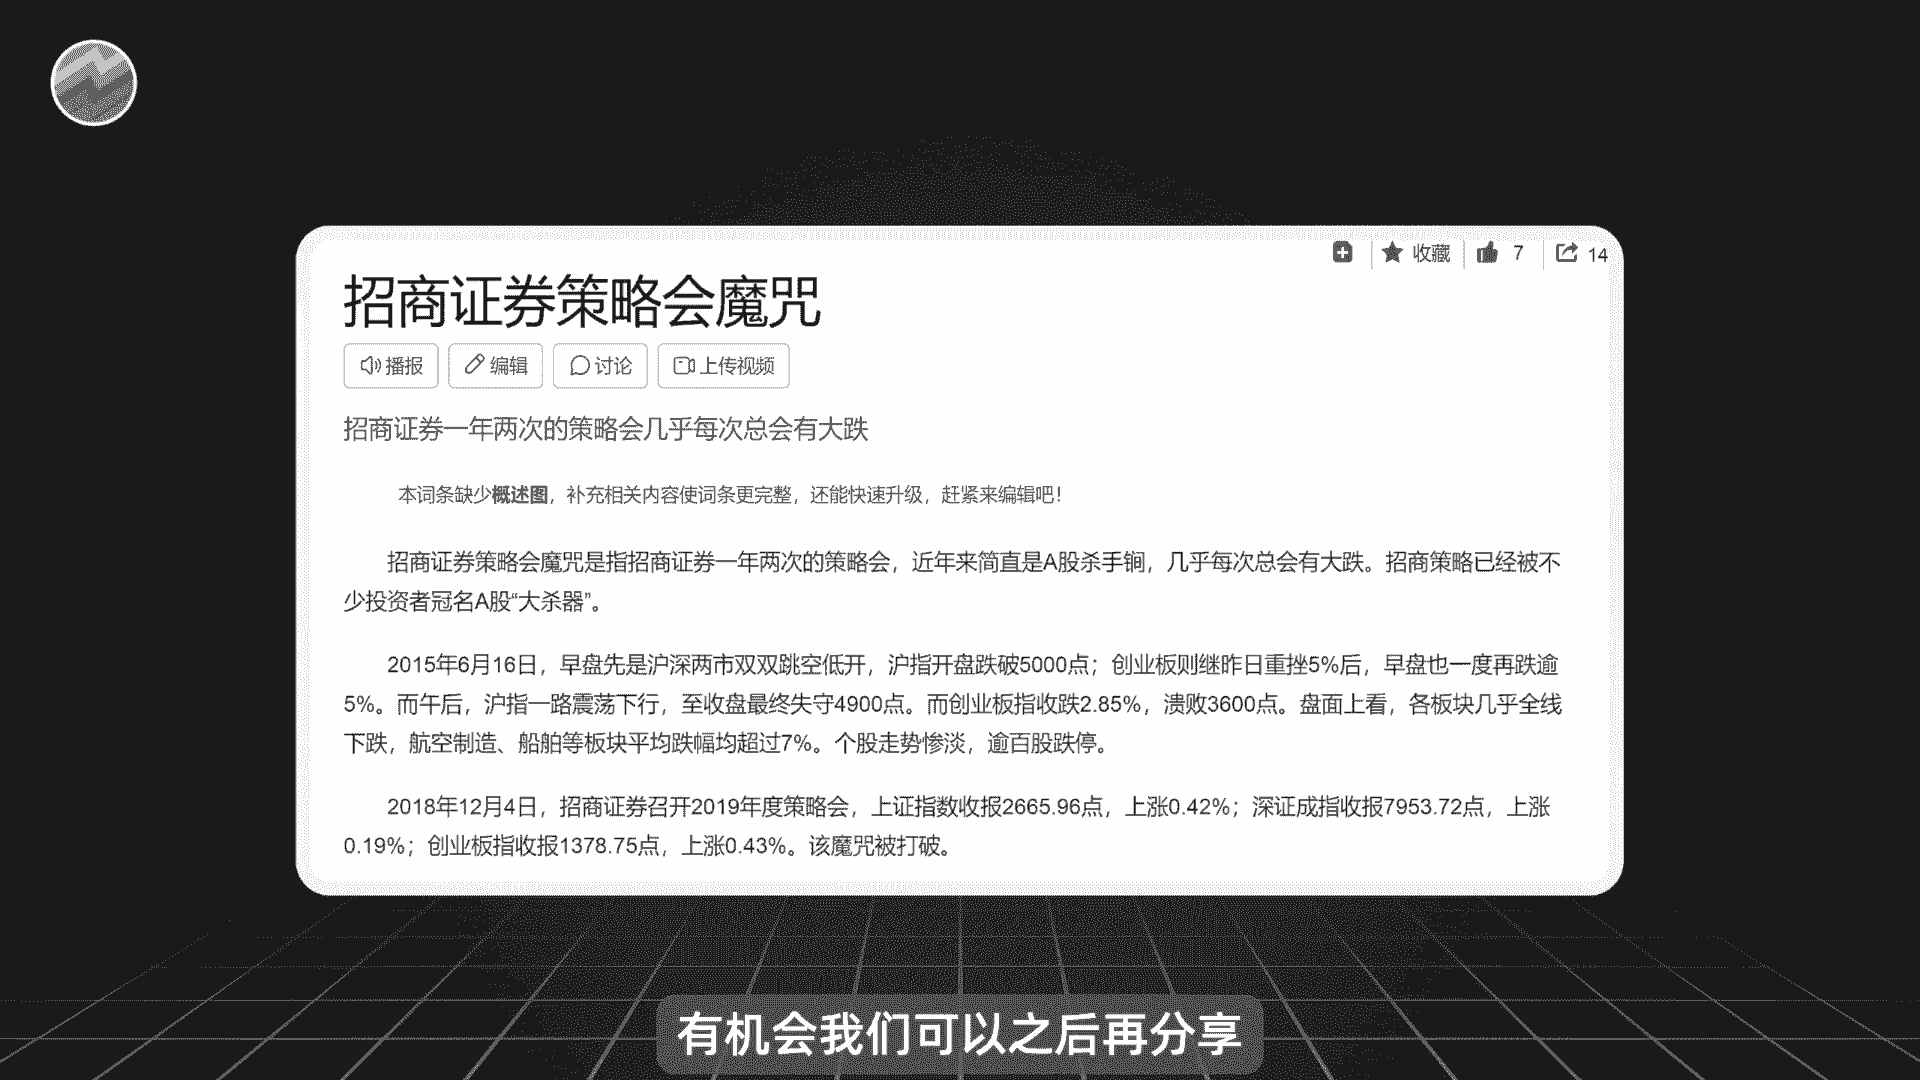 收藏 7 14
招商证券策略会魔咒
播报 编辑 讨论 上传视频
招商证券一年两次的策略会几乎每次总会有大跌
本词条缺少概述图，补充相关内容使词条更完整，还能快速升级，赶紧来编辑吧！
招商证券策略会魔咒是指招商证券一年两次的策略会，近年来简直是A股杀手锏，几乎每次总会有大跌。招商策略已经被不
少投资者冠名A股“大杀器”。
2015年6月16日，早盘先是沪深两市双双跳空低开，沪指开盘跌破5000点；创业板则继昨日重挫5%后，早盘也一度再跌逾
5%。而午后，沪指一路震荡下行，至收盘最终失守4900点。而创业板指收跌2.85%，溃败3600点。盘面上看，各板块几乎全线
下跌，航空制造、船舶等板块平均跌幅均超过7%。个股走势惨淡，逾百股跌停。
2018年12月4日，招商证券召开2019年度策略会，上证指数收报2665.96点，上涨0.42%；深证成指收报7953.72点，上涨
0.19%；创业板指收报1378.75点，上涨0.43%。该魔咒被打破。
有机会我们可以之后再分享